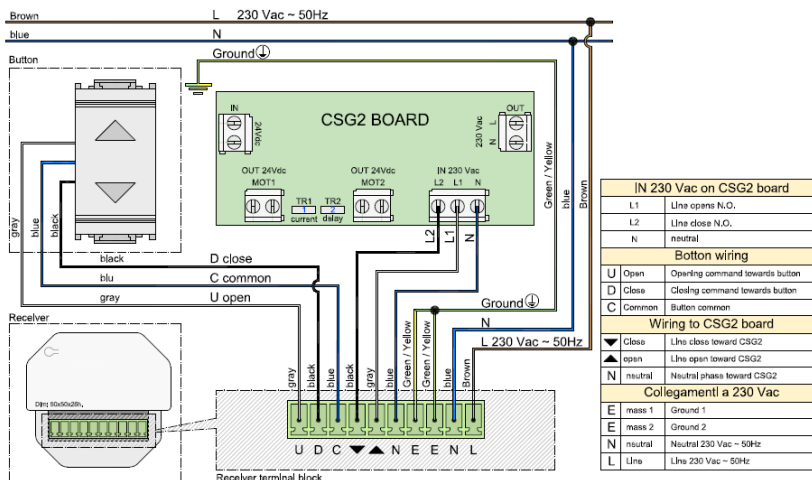 Brown
L 230 Vac ~ 50Hz
blue
N
Ground
Button
CSG2 BOARD
IN
24Vdc
OUT
230 Vac
L
N
OUT 24Vdc
MOT1
TR1
1
current
TR2
2
delay
OUT 24Vdc
MOT2
IN 230 Vac
L2
L1
N
Green / Yellow
blue
Brown
gray
blue
black
L2
L1
N
black
D close
blu
C common
gray
U open
Ground
N
L 230 Vac ~ 50Hz
Receiver
Dim; 50x50x28h,
gray
black
blue
black
gray
blue
Green / Yellow
Green / Yellow
blue
Brown
U D C ▼ ▲ N E E N L
Receiver terminal block
IN 230 Vac on CSG2 board
L1 Line opens N.O.
L2 Line close N.O.
N neutral
Botton wiring
U Open Opening command towards button
D Close Closing command towards button
C Common Button common
Wiring to CSG2 board
▼ Close Line close toward CSG2
▲ open Line open toward CSG2
N neutral Neutral phase toward CSG2
Collegamenti a 230 Vac
E mass 1 Ground 1
E mass 2 Ground 2
N neutral Neutral 230 Vac ~ 50Hz
L Line Line 230 Vac ~ 50Hz